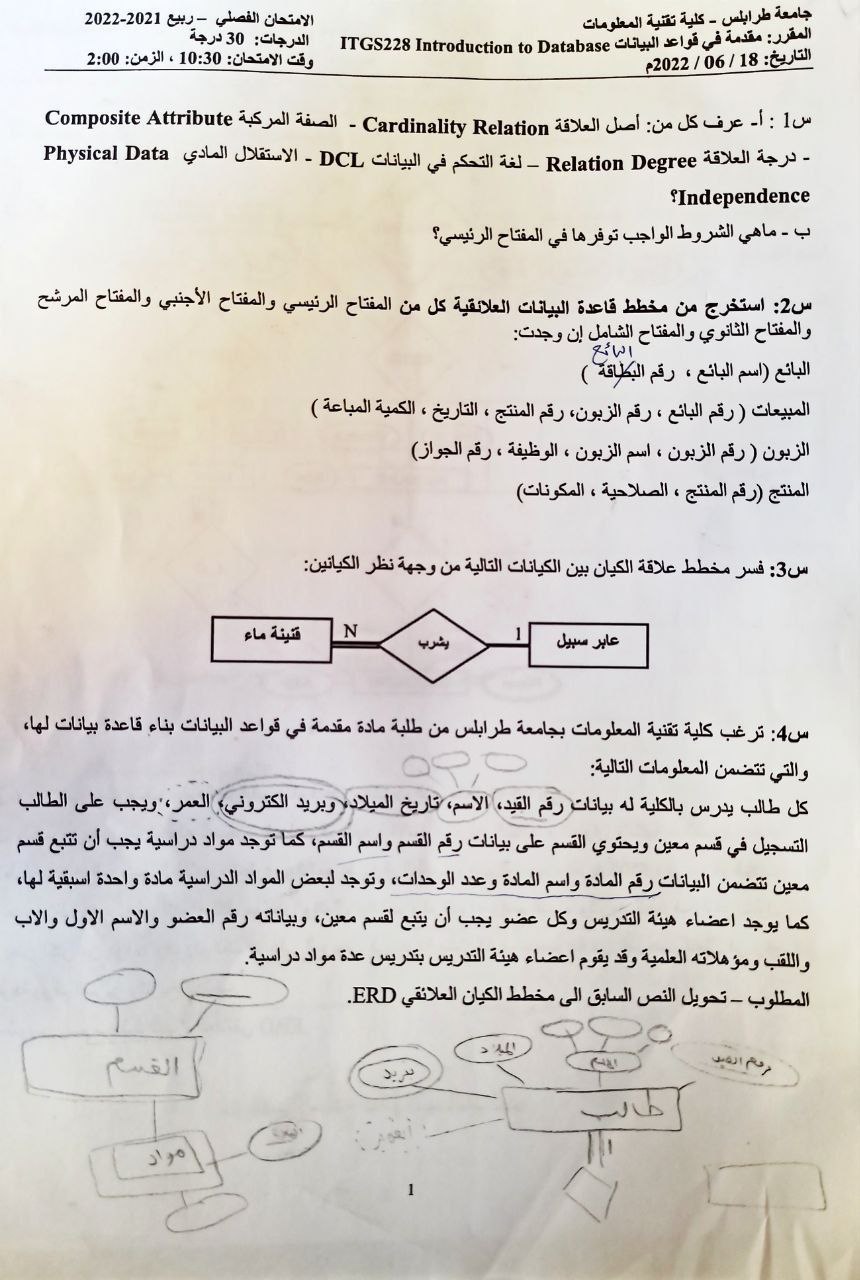 جامعة طرابلس – كلية تقنية المعلومات
الامتحان الفصلي – ربيع 2021-2022
المقرر: مقدمة في قواعد البيانات ITGS228 Introduction to Database
الدرجات: 30 درجة
التاريخ: 18 / 06 / 2022م
وقت الامتحان: 10:30 ، الزمن: 2:00
س1 : أ- عرف كل من: أصل العلاقة Cardinality Relation - الصفة المركبة Composite Attribute
- درجة العلاقة Relation Degree – لغة التحكم في البيانات DCL - الاستقلال المادي Physical Data
Independence؟
ب - ماهي الشروط الواجب توفرها في المفتاح الرئيسي؟
س2: استخرج من مخطط قاعدة البيانات العلائقية كل من المفتاح الرئيسي والمفتاح الأجنبي والمفتاح المرشح
والمفتاح الثانوي والمفتاح الشامل إن وجدت:
البائع
البائع (اسم البائع ، رقم البطاقة )
المبيعات ( رقم البائع ، رقم الزبون، رقم المنتج ، التاريخ ، الكمية المباعة )
الزبون ( رقم الزبون ، اسم الزبون ، الوظيفة ، رقم الجواز)
المنتج (رقم المنتج ، الصلاحية ، المكونات)
س3: فسر مخطط علاقة الكيان بين الكيانات التالية من وجهة نظر الكيانين:
عابر سبيل 1 يشرب N قنينة ماء
س4: ترغب كلية تقنية المعلومات بجامعة طرابلس من طلبة مادة مقدمة في قواعد البيانات بناء قاعدة بيانات لها،
والتي تتضمن المعلومات التالية:
كل طالب يدرس بالكلية له بيانات رقم القيد، الاسم، تاريخ الميلاد، وبريد الكتروني، العمر، ويجب على الطالب
التسجيل في قسم معين ويحتوي القسم على بيانات رقم القسم واسم القسم، كما توجد مواد دراسية يجب أن تتبع قسم
معين تتضمن البيانات رقم المادة واسم المادة وعدد الوحدات، وتوجد لبعض المواد الدراسية مادة واحدة اسبقية لها،
كما يوجد اعضاء هيئة التدريس وكل عضو يجب أن يتبع لقسم معين، وبياناته رقم العضو والاسم الاول والاب
واللقب ومؤهلاته العلمية وقد يقوم اعضاء هيئة التدريس بتدريس عدة مواد دراسية.
المطلوب – تحويل النص السابق الى مخطط الكيان العلائقي ERD.
رقم القيد
الاسم
الميلاد
بريد
طالب
القسم
مواد
1